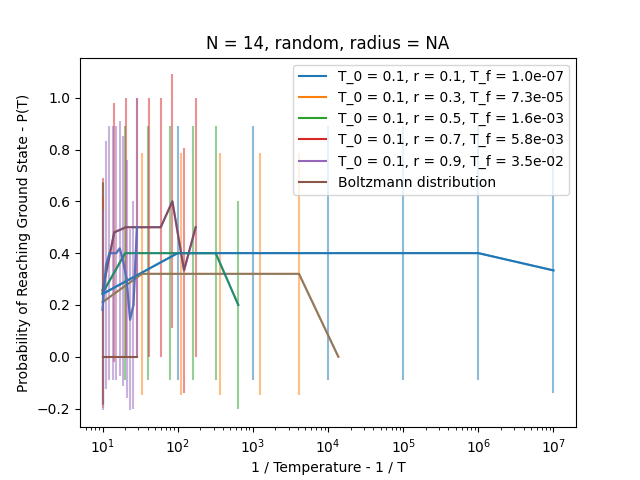 N = 14, random, radius = NA
T_0 = 0.1, r = 0.1, T_f = 1.0e-07
T_0 = 0.1, r = 0.3, T_f = 7.3e-05
T_0 = 0.1, r = 0.5, T_f = 1.6e-03
T_0 = 0.1, r = 0.7, T_f = 5.8e-03
T_0 = 0.1, r = 0.9, T_f = 3.5e-02
Boltzmann distribution
Probability of Reaching Ground State - P(T)
1.0
0.8
0.6
0.4
0.2
0.0
−0.2
10¹ 10² 10³ 10⁴ 10⁵ 10⁶ 10⁷
1 / Temperature - 1 / T